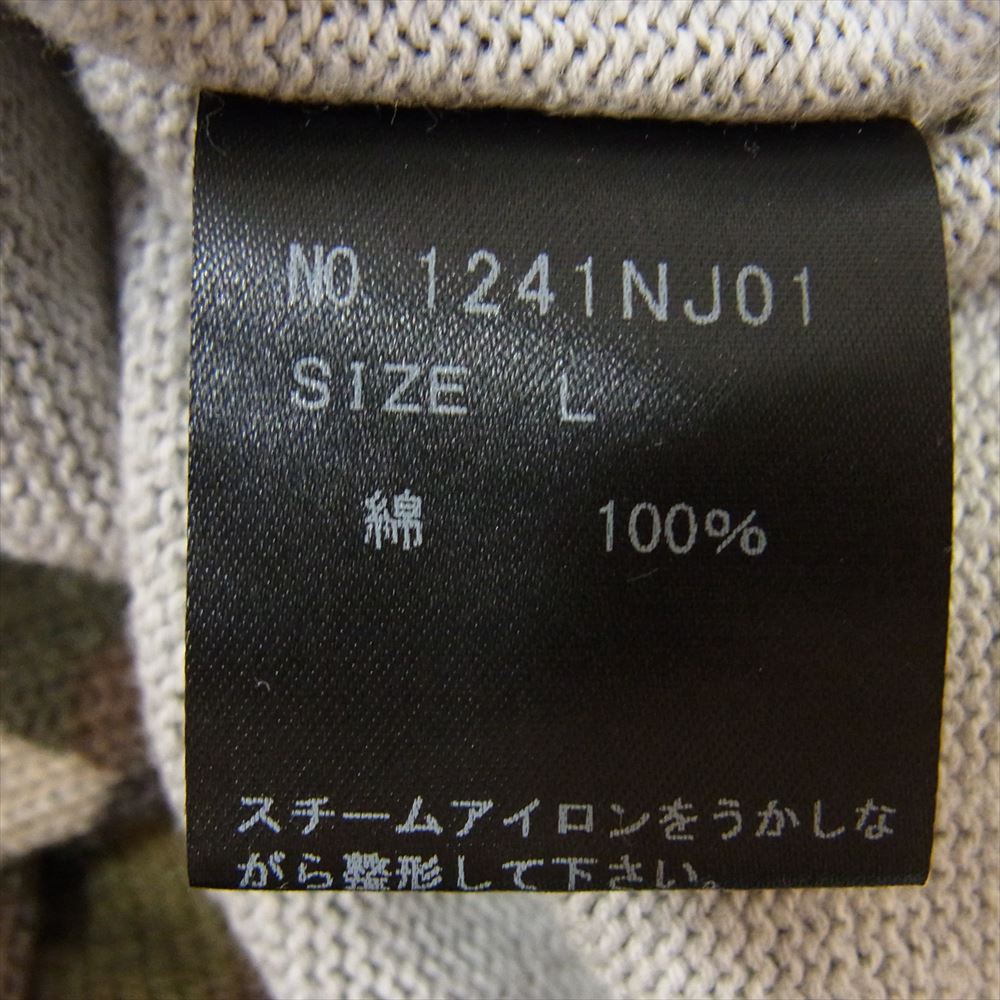 NO. 1241NJ01
SIZE L
綿 100%
スチームアイロンをうかしな
がら整形して下さい。